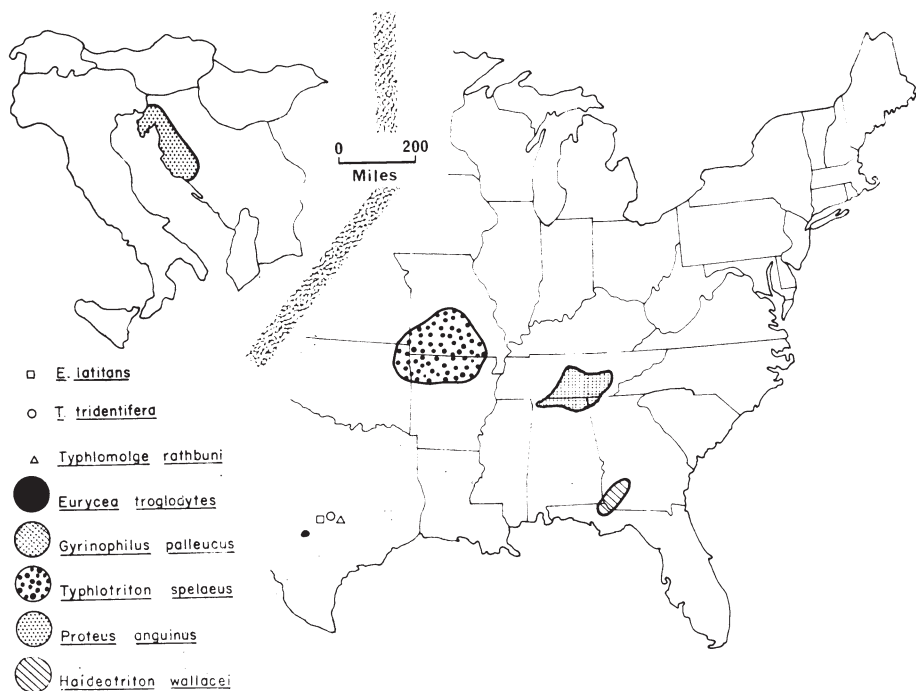 0 200
Miles
E. latitans
T. tridentifera
Typhlomolge rathbuni
Eurycea troglodytes
Gyrinophilus palleucus
Typhlotriton spelaeus
Proteus anguinus
Haideotriton wallacei